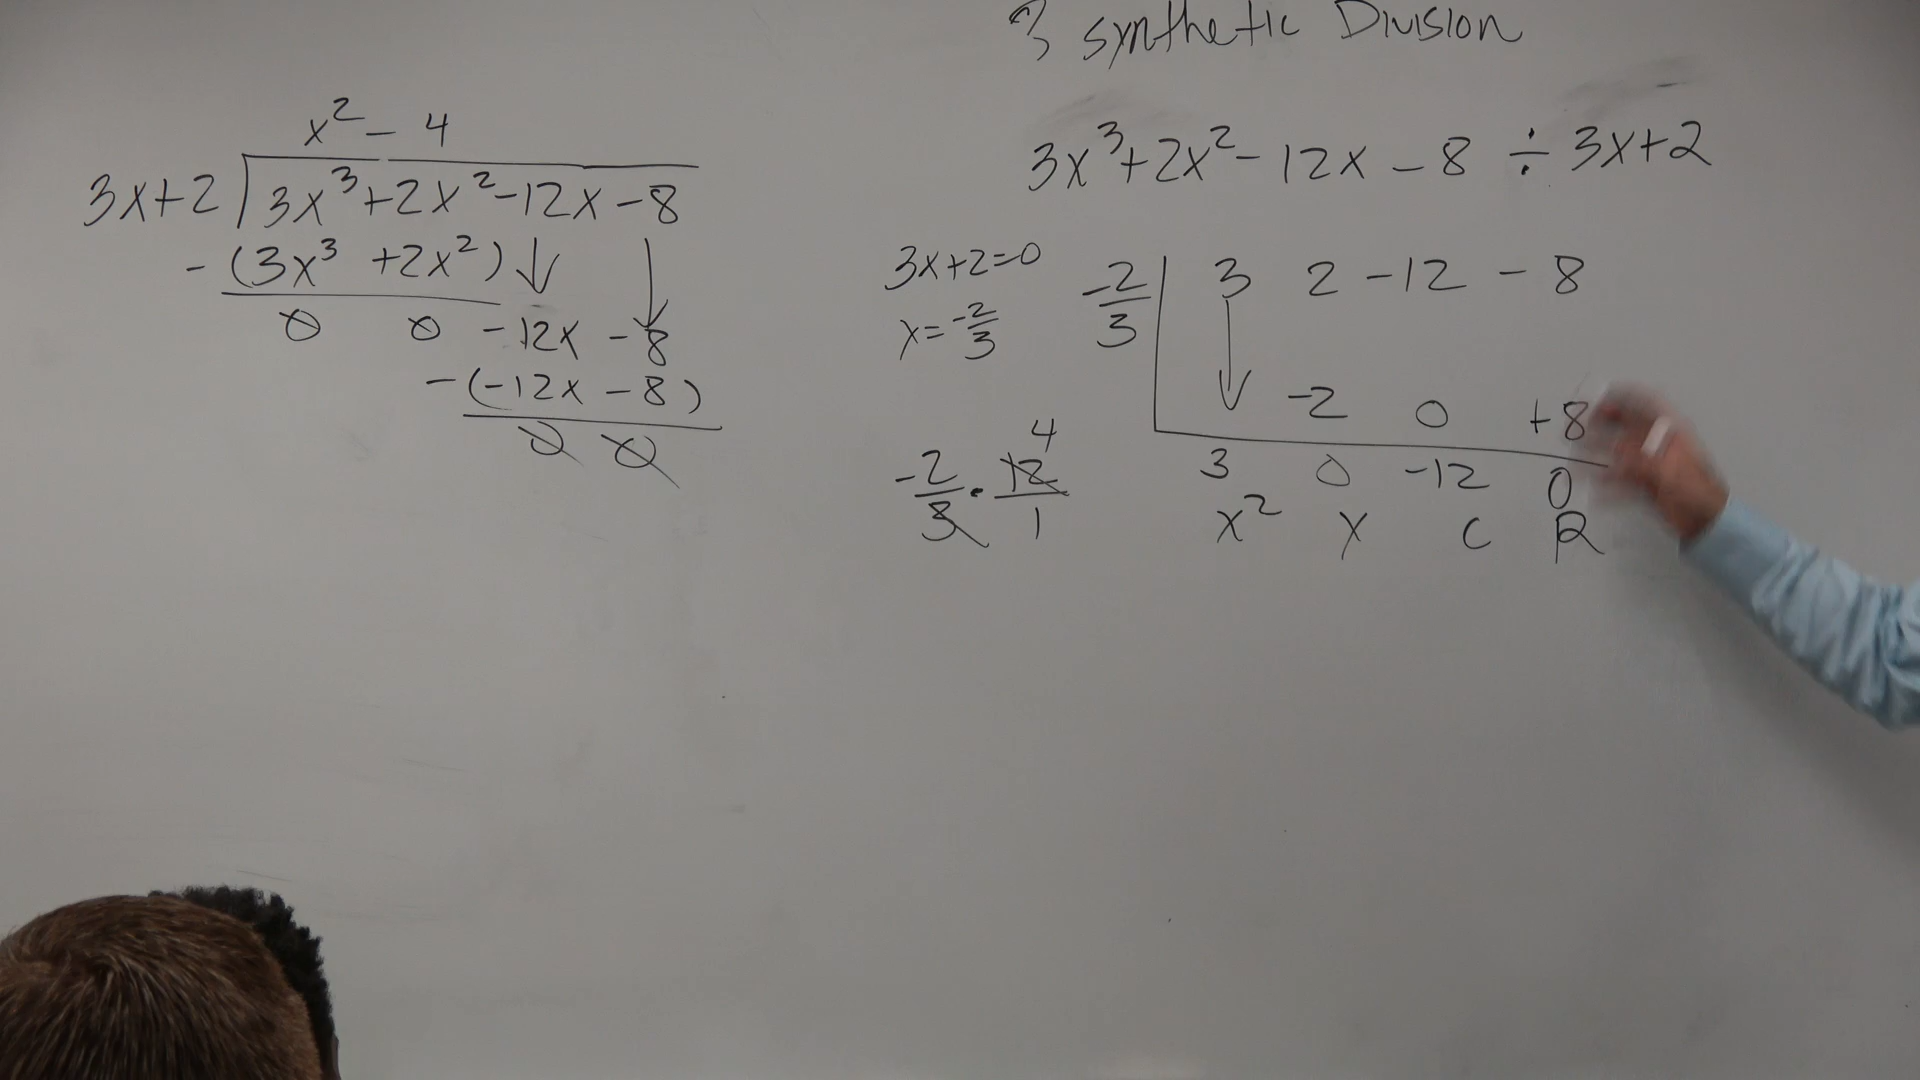 3 synthetic Division
x² - 4
3x+2 3x³+2x²-12x-8
-(3x³ +2x²)
0 0 -12x -8
-(-12x -8)
0 0
3x³+2x²-12x-8 ÷ 3x+2
3x+2=0
x=-2/3
-2/3 3 2 -12 -8
-2 0 +8
3 0 -12 0
x² x C R
4
-2/3 · 12/1